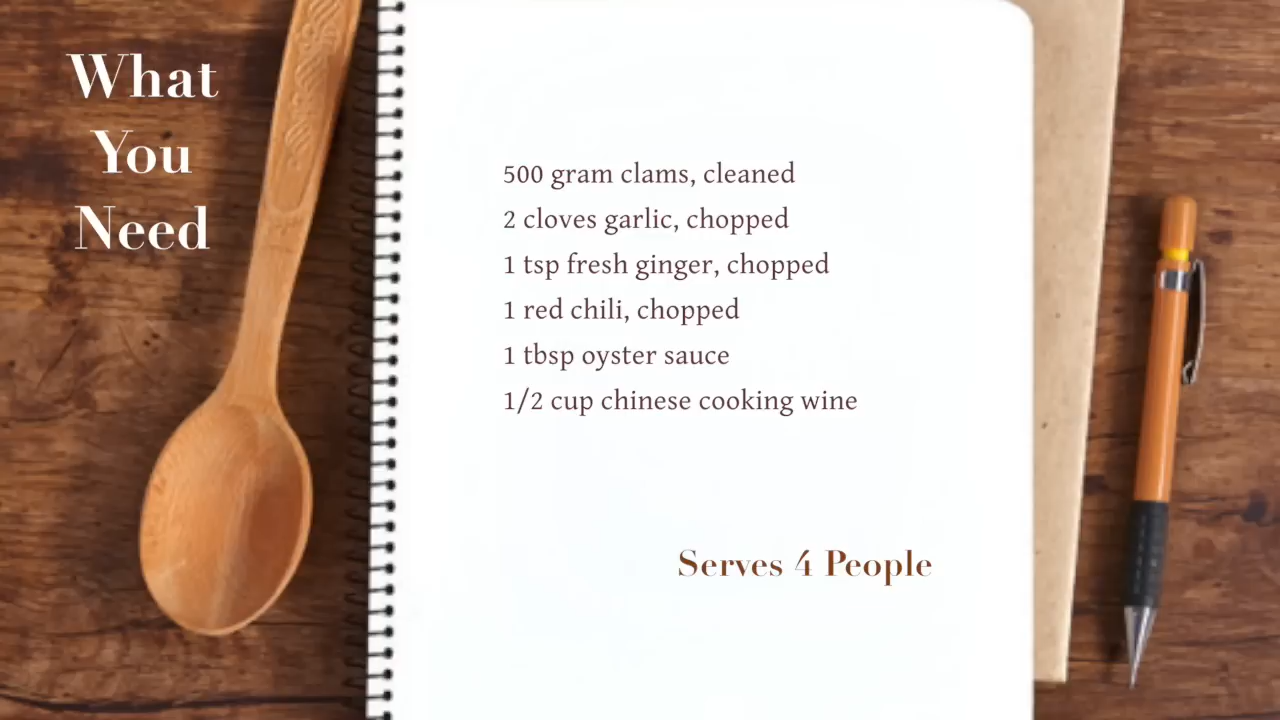 What
You
Need
500 gram clams, cleaned
2 cloves garlic, chopped
1 tsp fresh ginger, chopped
1 red chili, chopped
1 tbsp oyster sauce
1/2 cup chinese cooking wine
Serves 4 People